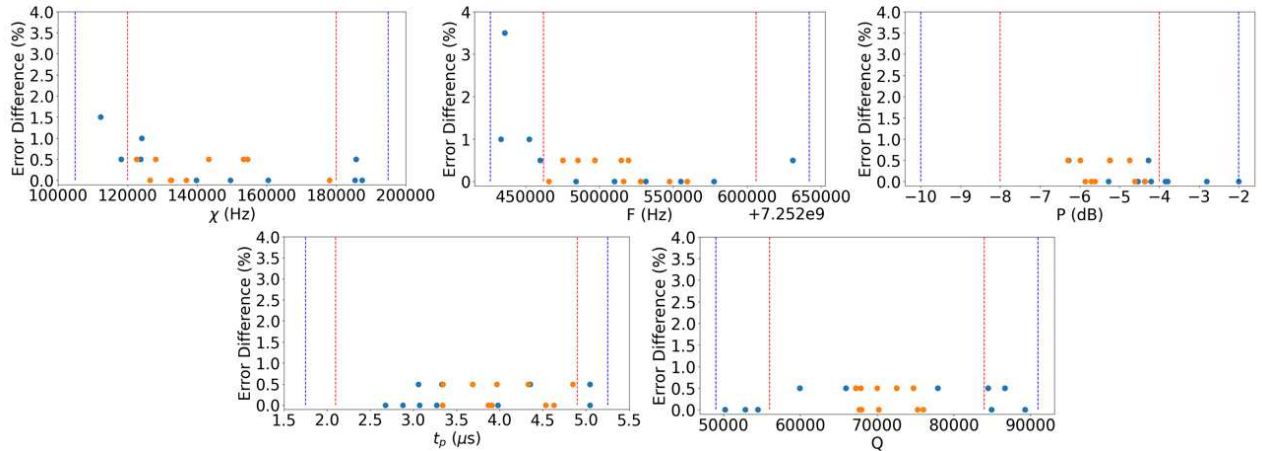 4.0 3.5 3.0 2.5 2.0 1.5 1.0 0.5 0.0
Error Difference (%)
100000 120000 140000 160000 180000 200000
χ (Hz)
4 3 2 1 0
Error Difference (%)
450000 500000 550000 600000 650000
F (Hz)
+7.252e9
4.0 3.5 3.0 2.5 2.0 1.5 1.0 0.5 0.0
Error Difference (%)
−10 −9 −8 −7 −6 −5 −4 −3 −2
P (dB)
4.0 3.5 3.0 2.5 2.0 1.5 1.0 0.5 0.0
Error Difference (%)
1.5 2.0 2.5 3.0 3.5 4.0 4.5 5.0 5.5
t_p (μs)
4.0 3.5 3.0 2.5 2.0 1.5 1.0 0.5 0.0
Error Difference (%)
50000 60000 70000 80000 90000
Q